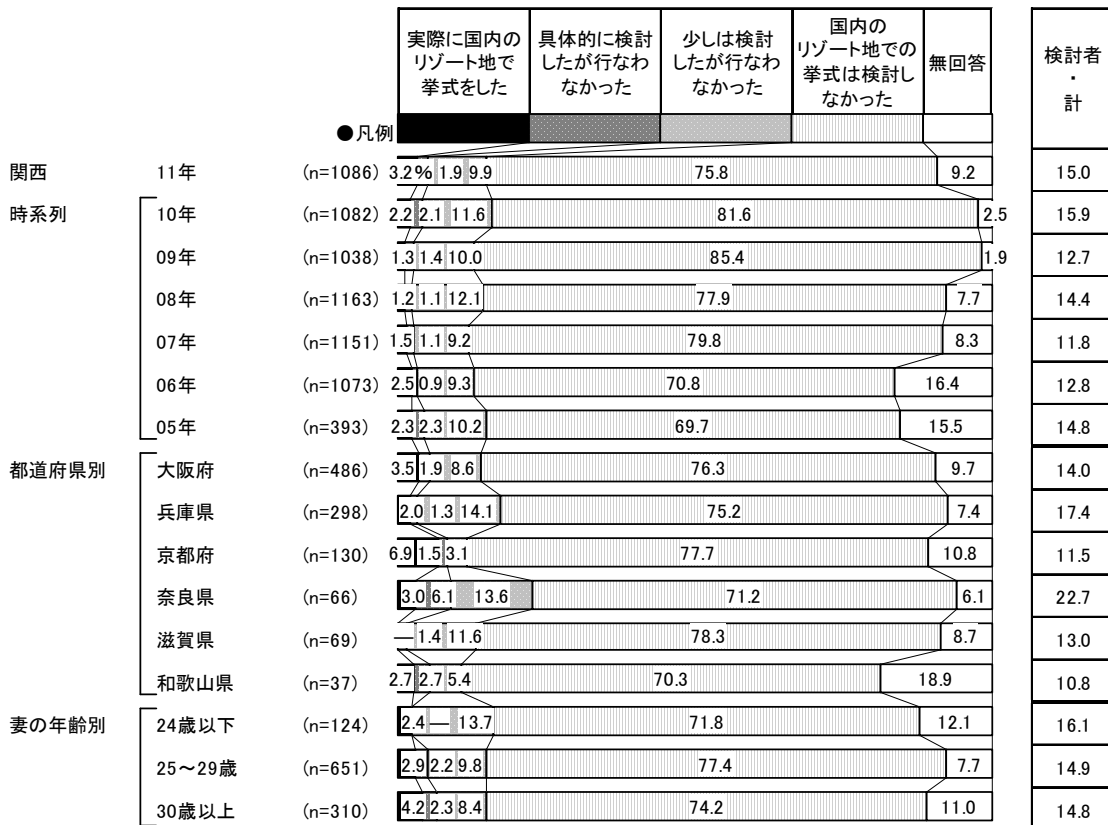 実際に国内の
リゾート地で
挙式をした
具体的に検討
したが行なわ
なかった
少しは検討
したが行なわ
なかった
国内の
リゾート地での
挙式は検討し
なかった
無回答
検討者
・
計
●凡例
関西 11年 (n=1086) 3.2% 1.9 9.9 75.8 9.2 15.0
時系列 10年 (n=1082) 2.2 2.1 11.6 81.6 2.5 15.9
09年 (n=1038) 1.3 1.4 10.0 85.4 1.9 12.7
08年 (n=1163) 1.2 1.1 12.1 77.9 7.7 14.4
07年 (n=1151) 1.5 1.1 9.2 79.8 8.3 11.8
06年 (n=1073) 2.5 0.9 9.3 70.8 16.4 12.8
05年 (n=393) 2.3 2.3 10.2 69.7 15.5 14.8
都道府県別 大阪府 (n=486) 3.5 1.9 8.6 76.3 9.7 14.0
兵庫県 (n=298) 2.0 1.3 14.1 75.2 7.4 17.4
京都府 (n=130) 6.9 1.5 3.1 77.7 10.8 11.5
奈良県 (n=66) 3.0 6.1 13.6 71.2 6.1 22.7
滋賀県 (n=69) — 1.4 11.6 78.3 8.7 13.0
和歌山県 (n=37) 2.7 2.7 5.4 70.3 18.9 10.8
妻の年齢別 24歳以下 (n=124) 2.4 — 13.7 71.8 12.1 16.1
25～29歳 (n=651) 2.9 2.2 9.8 77.4 7.7 14.9
30歳以上 (n=310) 4.2 2.3 8.4 74.2 11.0 14.8